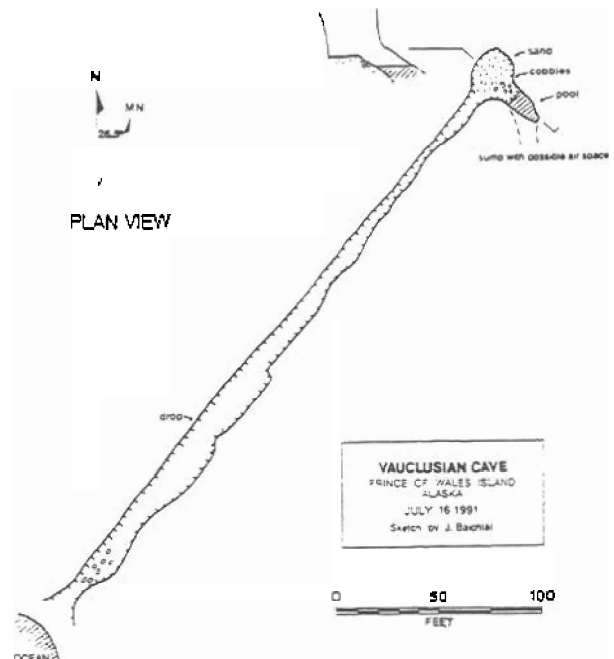 sand
cobbles
pool
sump with possible air space
N
MN
PLAN VIEW
drop
VAUCLUSIAN CAVE
PRINCE OF WALES ISLAND
ALASKA
JULY 16 1991
Sketch by J. Baichtal
0 50 100
FEET
OCEAN